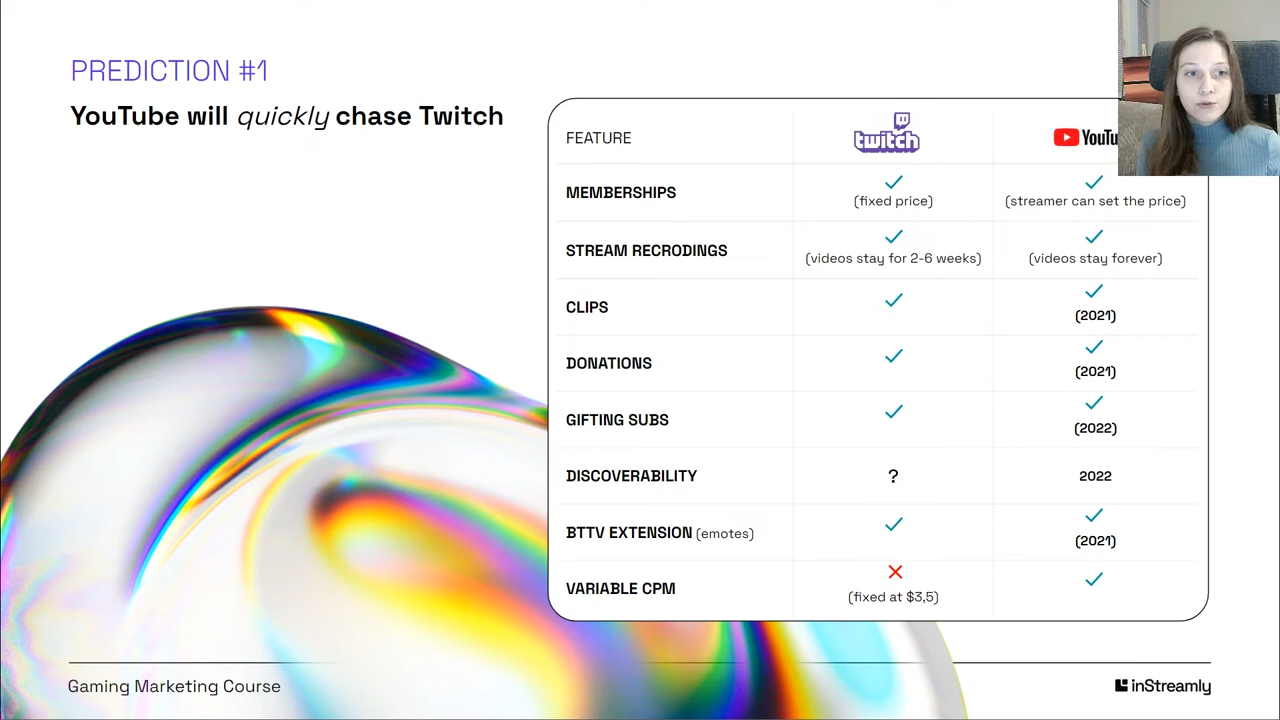 PREDICTION #1
YouTube will quickly chase Twitch
FEATURE twitch YouTu
MEMBERSHIPS (fixed price) (streamer can set the price)
STREAM RECRODINGS (videos stay for 2-6 weeks) (videos stay forever)
CLIPS (2021)
DONATIONS (2021)
GIFTING SUBS (2022)
DISCOVERABILITY ? 2022
BTTV EXTENSION (emotes) (2021)
VARIABLE CPM (fixed at $3,5)
Gaming Marketing Course inStreamly